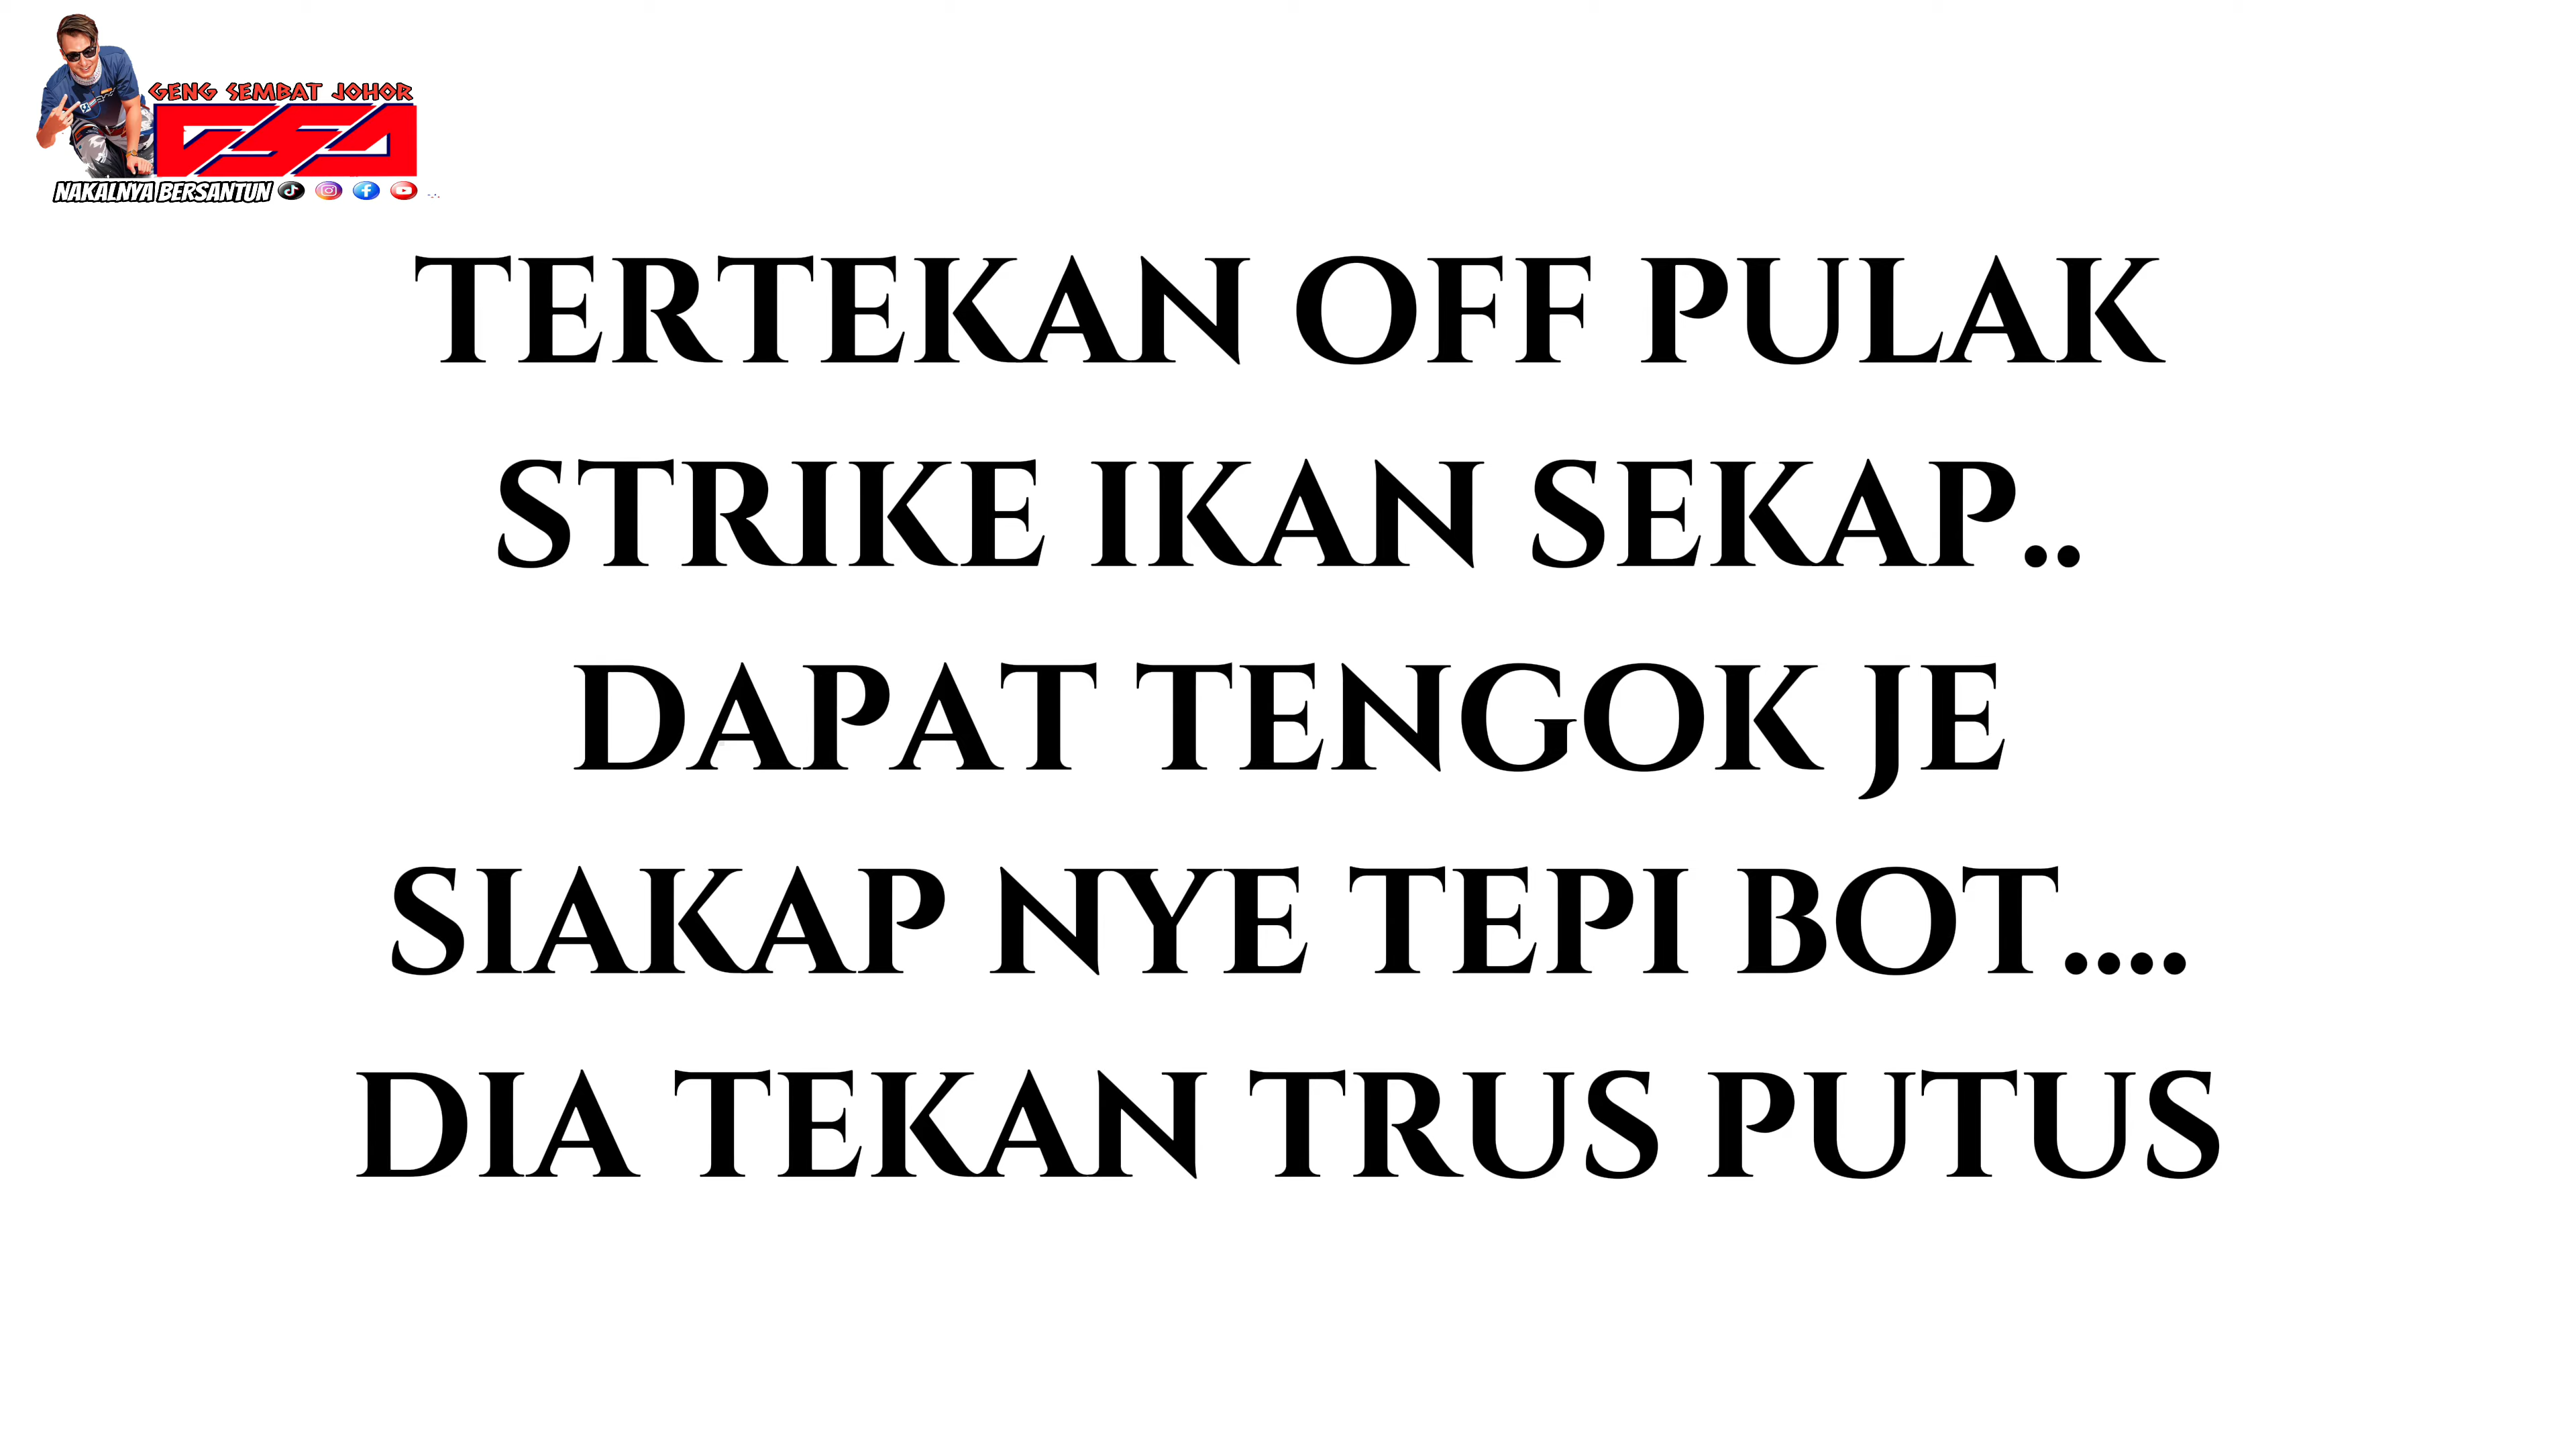 GENG SEMBAT JOHOR
GSJ
NAKALNYA BERSANTUN
TERTEKAN OFF PULAK
STRIKE IKAN SEKAP..
DAPAT TENGOK JE
SIAKAP NYE TEPI BOT....
DIA TEKAN TRUS PUTUS